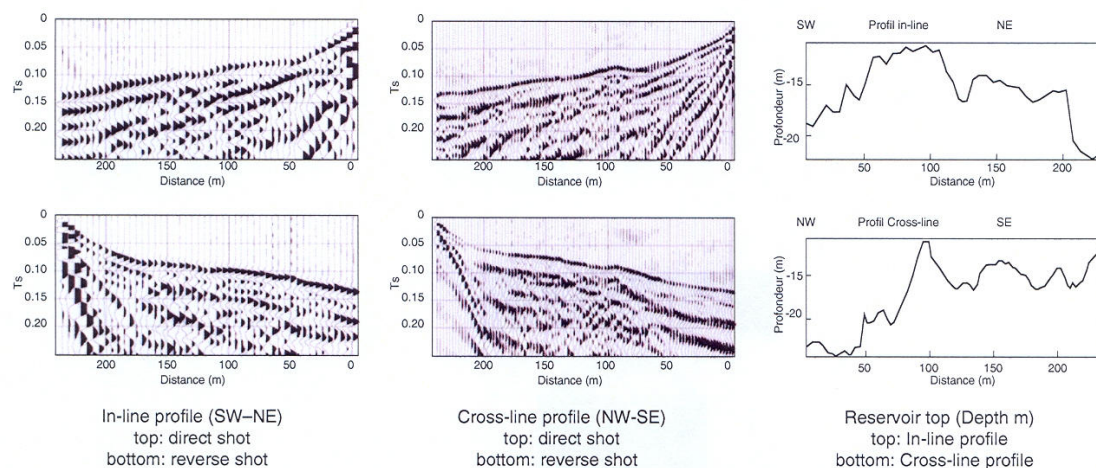 0
0.05
0.10
0.15
0.20
Ts
200 150 100 50 0
Distance (m)
0
0.05
0.10
0.15
0.20
Ts
200 150 100 50 0
Distance (m)
In-line profile (SW–NE)
top: direct shot
bottom: reverse shot
0
0.05
0.10
0.15
0.20
200 150 100 50 0
Distance (m)
0
0.05
0.10
0.15
0.20
200 150 100 50 0
Distance (m)
Cross-line profile (NW-SE)
top: direct shot
bottom: reverse shot
SW Profil in-line NE
Profondeur (m)
-15
-20
50 100 150 200
Distance (m)
NW Profil Cross-line SE
Profondeur (m)
-15
-20
0 50 100 150 200
Distance (m)
Reservoir top (Depth m)
top: In-line profile
bottom: Cross-line profile